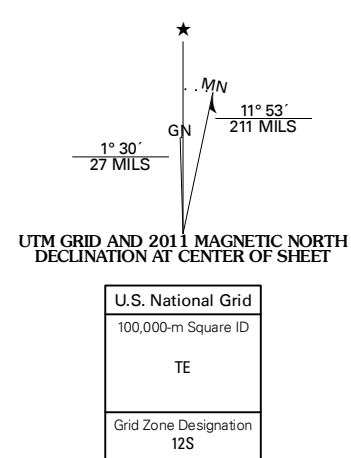 ★
MN
GN
11° 53´
211 MILS
1° 30´
27 MILS
UTM GRID AND 2011 MAGNETIC NORTH
DECLINATION AT CENTER OF SHEET
U.S. National Grid
100,000-m Square ID
TE
Grid Zone Designation
12S